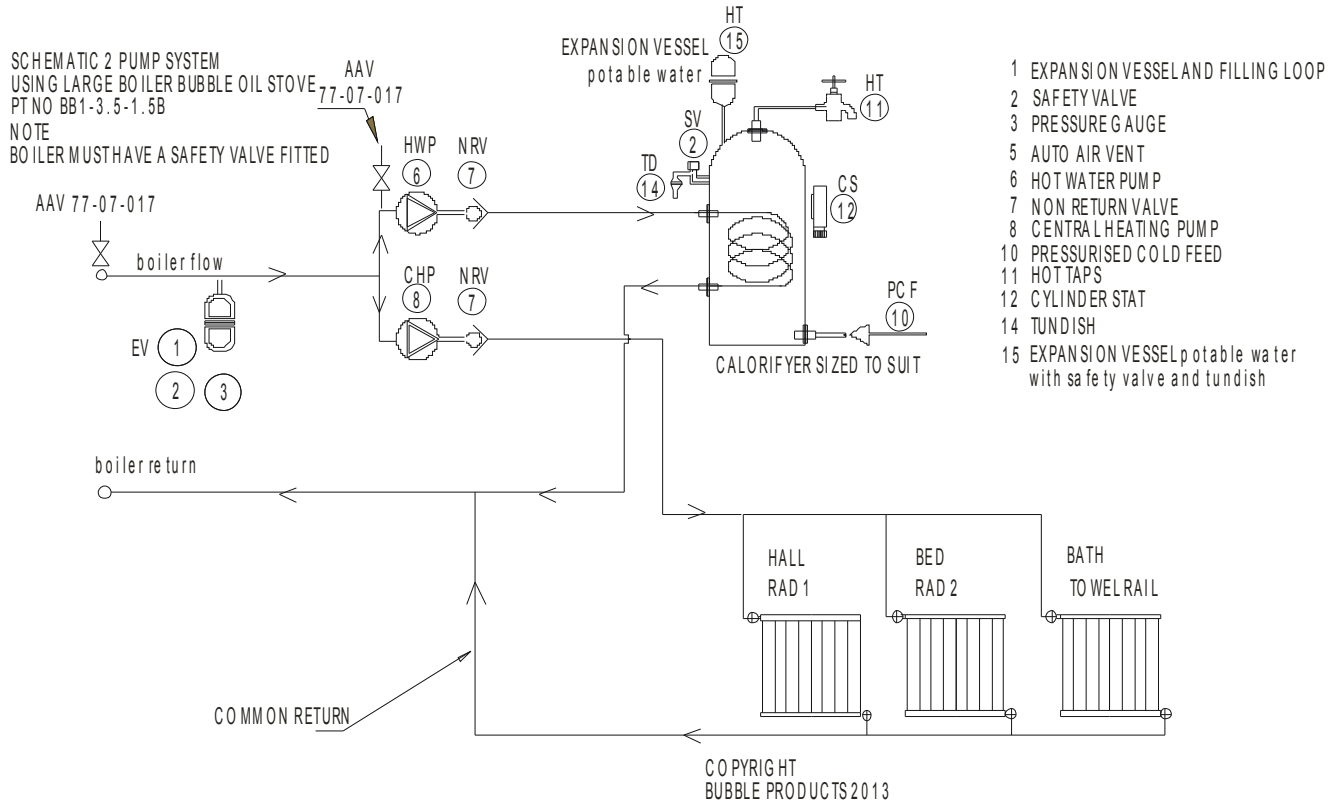 SCHEMATIC 2 PUMP SYSTEM
USING LARGE BOILER BUBBLE OIL STOVE
PT NO BB1-3.5-1.5B
NOTE
BOILER MUST HAVE A SAFETY VALVE FITTED
AAV
77-07-017
AAV 77-07-017
boiler flow
EV 1
2 3
HWP
6
NRV
7
CHP
8
NRV
7
EXPANSION VESSEL
potable water
HT
15
HT
11
SV
2
TD
14
CS
12
PCF
10
CALORIFYER SIZED TO SUIT
1 EXPANSION VESSEL AND FILLING LOOP
2 SAFETY VALVE
3 PRESSURE GAUGE
5 AUTO AIR VENT
6 HOT WATER PUMP
7 NON RETURN VALVE
8 CENTRAL HEATING PUMP
10 PRESSURISED COLD FEED
11 HOT TAPS
12 CYLINDER STAT
14 TUNDISH
15 EXPANSION VESSEL potable water
with safety valve and tundish
boiler return
COMMON RETURN
HALL
RAD 1
BED
RAD 2
BATH
TOWEL RAIL
COPYRIGHT
BUBBLE PRODUCTS 2013